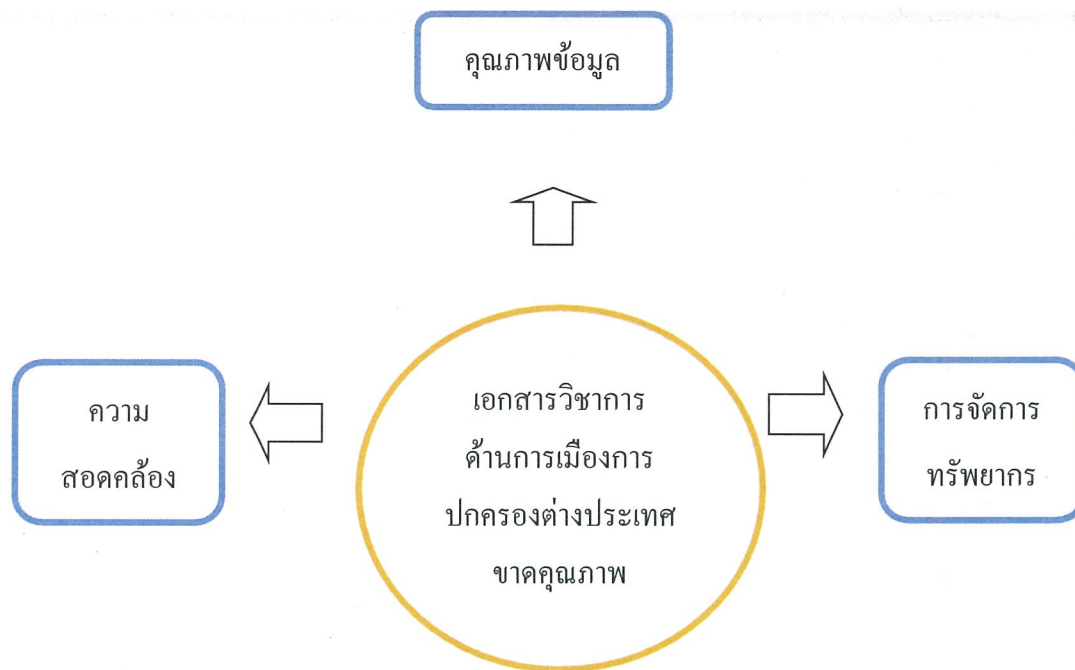 คุณภาพข้อมูล
ความ
สอดคล้อง
เอกสารวิชาการ
ด้านการเมืองการ
ปกครองต่างประเทศ
ขาดคุณภาพ
การจัดการ
ทรัพยากร